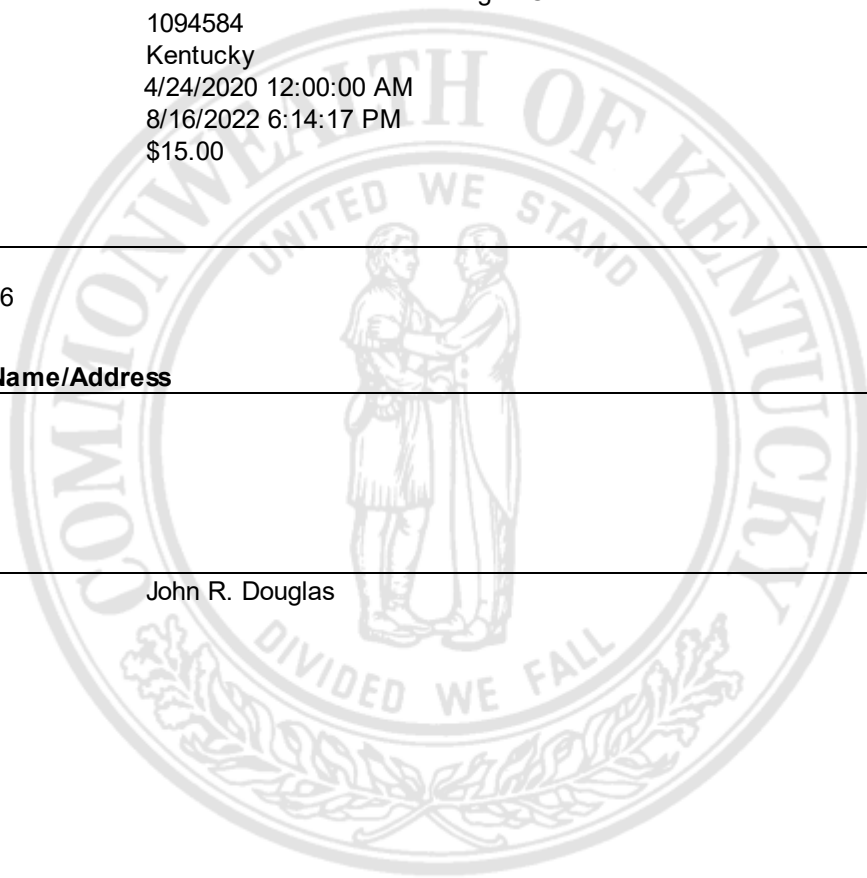 1094584
Kentucky
4/24/2020 12:00:00 AM
8/16/2022 6:14:17 PM
$15.00
COMMONWEALTH OF KENTUCKY
UNITED WE STAND
6
Name/Address
John R. Douglas
DIVIDED WE FALL